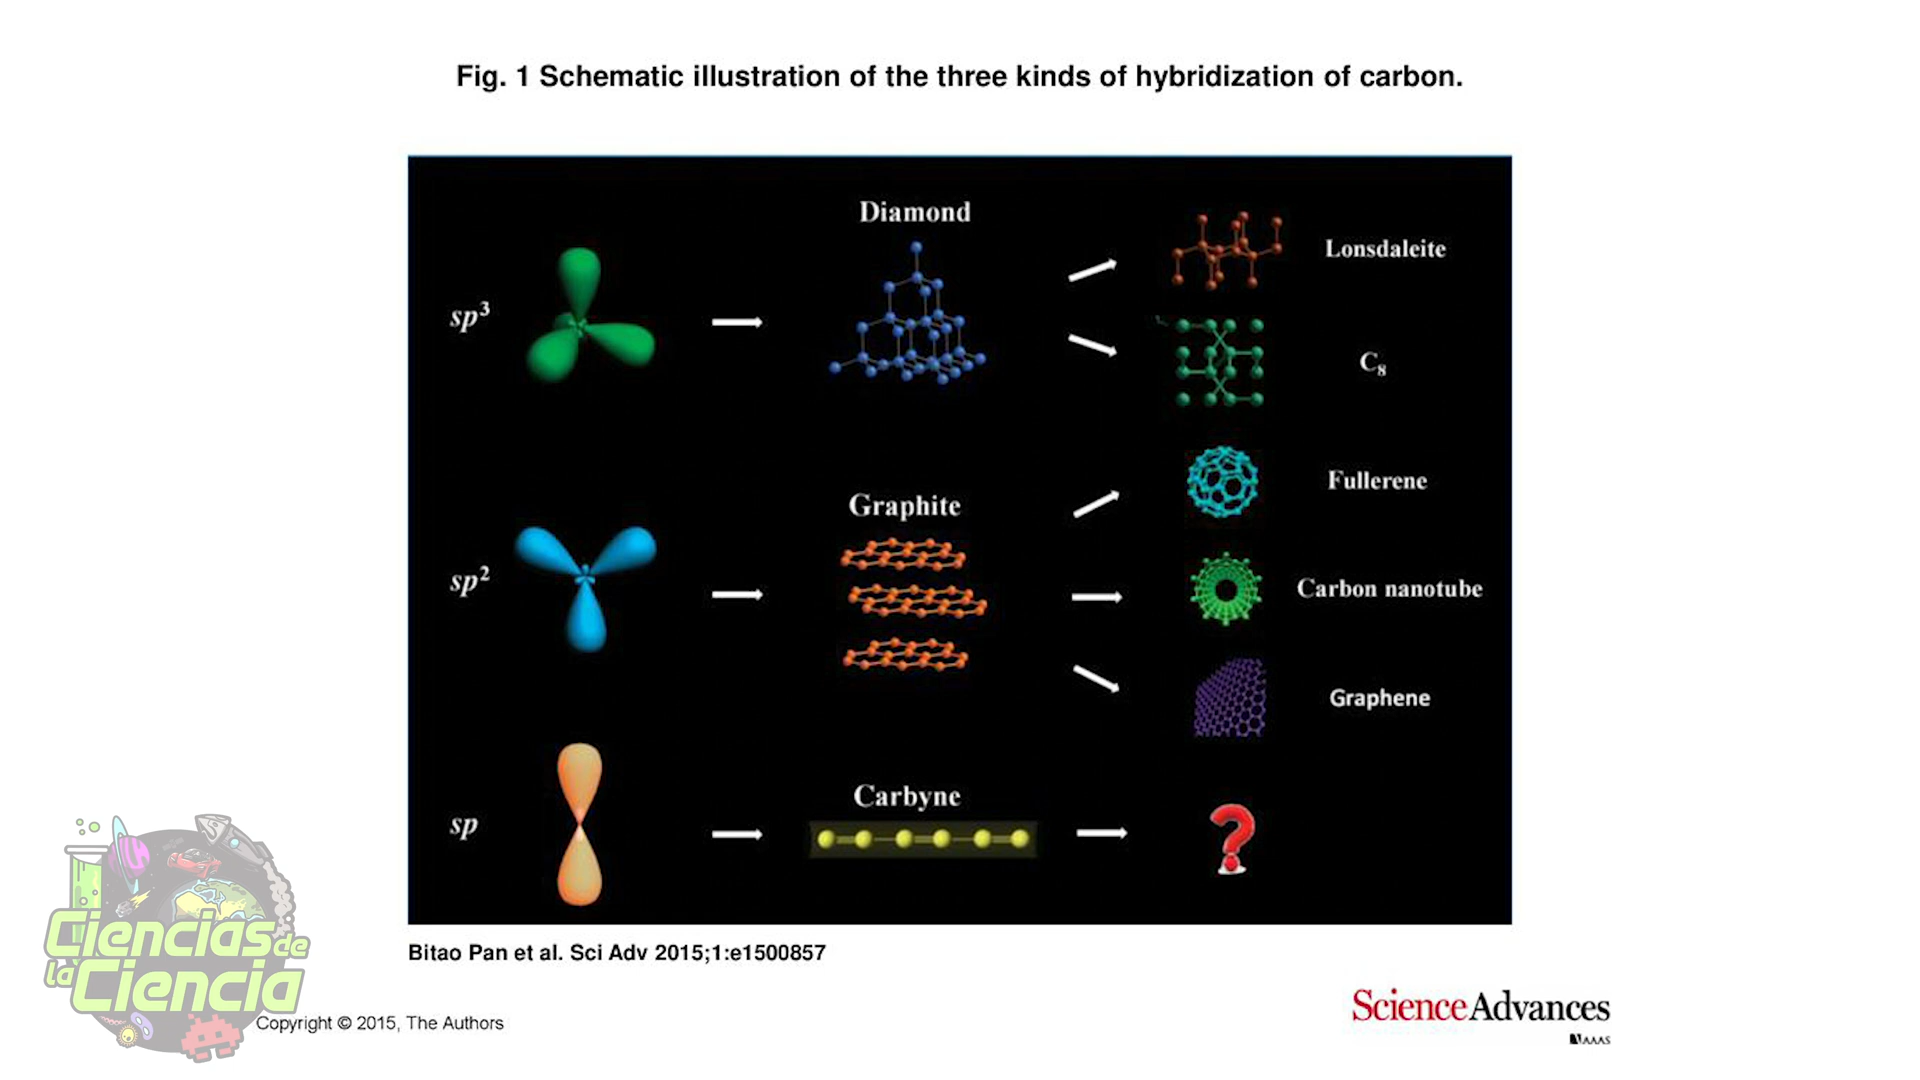 Fig. 1 Schematic illustration of the three kinds of hybridization of carbon.
Diamond
Lonsdaleite
sp³
C₈
Fullerene
Graphite
sp²
Carbon nanotube
Graphene
Carbyne
sp
?
Bitao Pan et al. Sci Adv 2015;1:e1500857
Ciencias de
la Ciencia
Copyright © 2015, The Authors
ScienceAdvances
AAAS